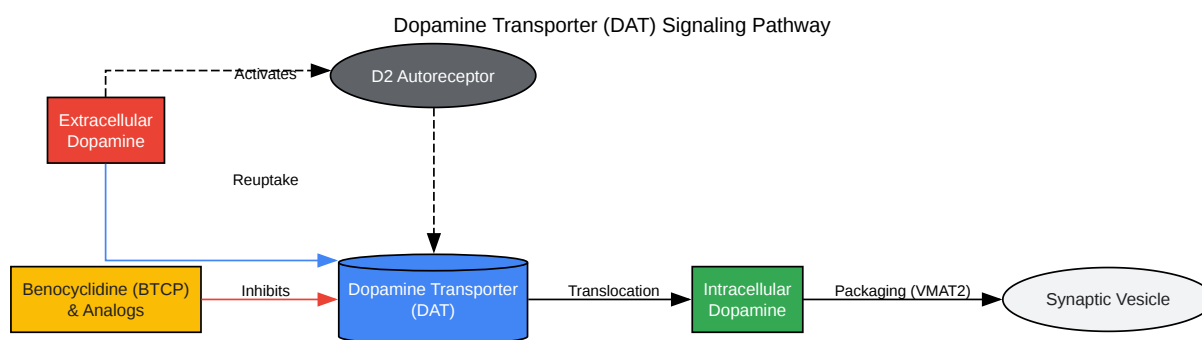 Dopamine Transporter (DAT) Signaling Pathway
Activates
D2 Autoreceptor
Extracellular
Dopamine
Reuptake
Benocyclidine (BTCP)
& Analogs
Inhibits
Dopamine Transporter
(DAT)
Translocation
Intracellular
Dopamine
Packaging (VMAT2)
Synaptic Vesicle